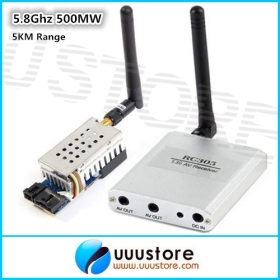 5.8Ghz 500MW
5KM Range
RC305
5.8G AV Receiver
AV OUT AV OUT DC IN
uuustore
www.uuustore.com